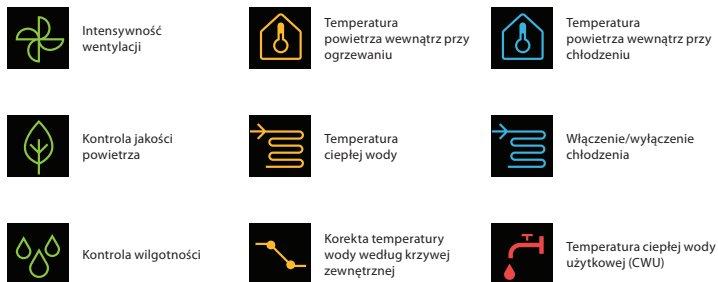 Intensywność
wentylacji
Temperatura
powietrza wewnątrz przy
ogrzewaniu
Temperatura
powietrza wewnątrz przy
chłodzeniu
Kontrola jakości
powietrza
Temperatura
ciepłej wody
Włączenie/wyłączenie
chłodzenia
Kontrola wilgotności
Korekta temperatury
wody według krzywej
zewnętrznej
Temperatura ciepłej wody
użytkowej (CWU)